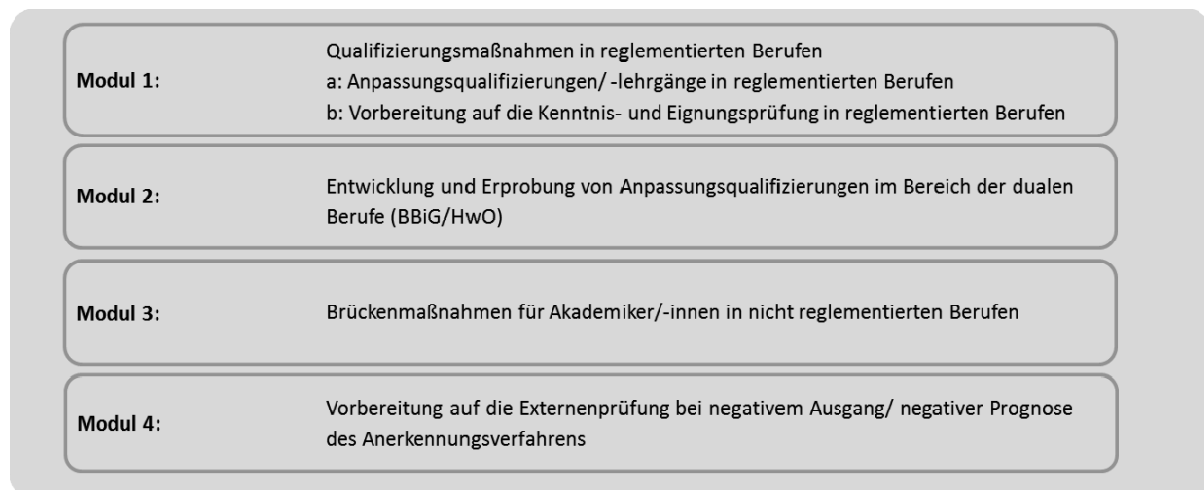 Qualifizierungsmaßnahmen in reglementierten Berufen
Modul 1: a: Anpassungsqualifizierungen/ -lehrgänge in reglementierten Berufen
b: Vorbereitung auf die Kenntnis- und Eignungsprüfung in reglementierten Berufen
Modul 2: Entwicklung und Erprobung von Anpassungsqualifizierungen im Bereich der dualen
Berufe (BBiG/HwO)
Modul 3: Brückenmaßnahmen für Akademiker/-innen in nicht reglementierten Berufen
Modul 4: Vorbereitung auf die Externenprüfung bei negativem Ausgang/ negativer Prognose
des Anerkennungsverfahrens